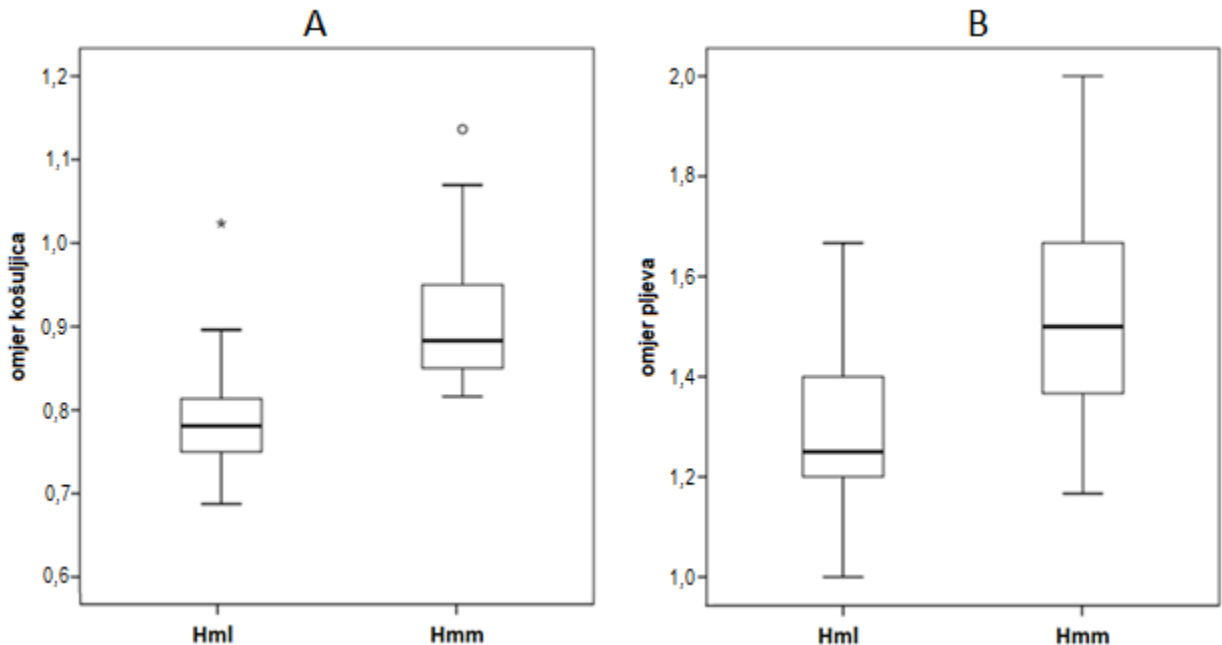 A
1,2
1,1
1,0
0,9
0,8
0,7
0,6
omjer košuljica
Hml
Hmm
B
2,0
1,8
1,6
1,4
1,2
1,0
omjer pljeva
Hml
Hmm